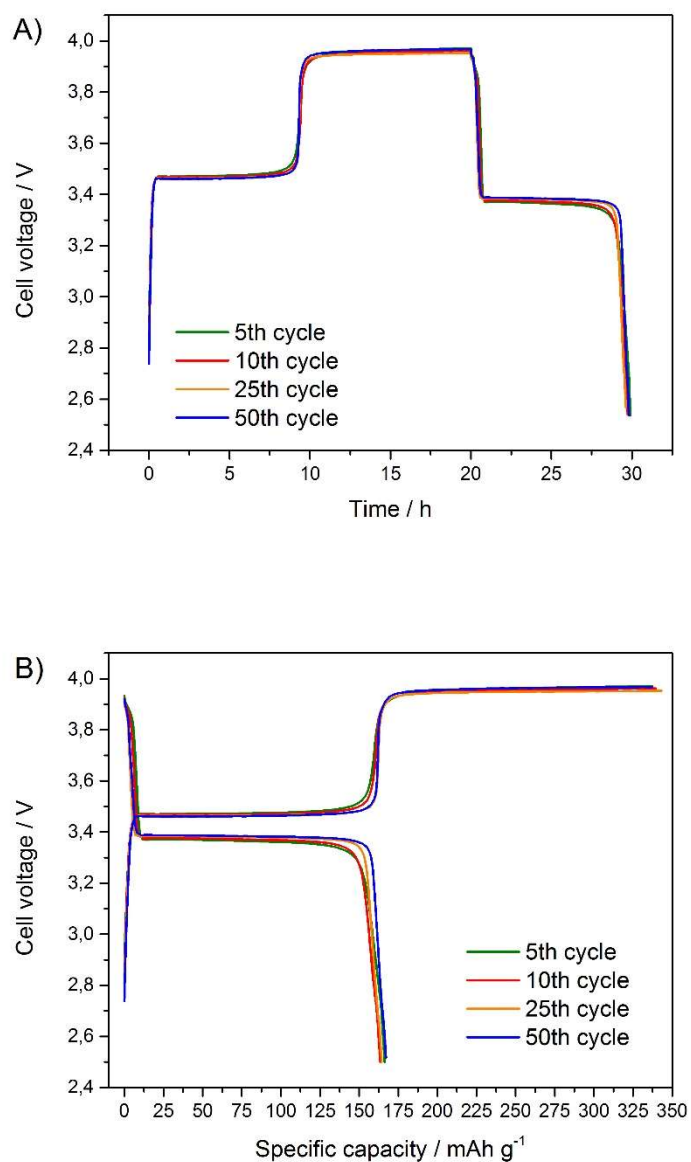 A)
4,0
3,8
3,6
3,4
3,2
3,0
2,8
2,6
2,4
Cell voltage / V
5th cycle
10th cycle
25th cycle
50th cycle
0 5 10 15 20 25 30
Time / h
B)
4,0
3,8
3,6
3,4
3,2
3,0
2,8
2,6
2,4
Cell voltage / V
5th cycle
10th cycle
25th cycle
50th cycle
0 25 50 75 100 125 150 175 200 225 250 275 300 325 350
Specific capacity / mAh g⁻¹